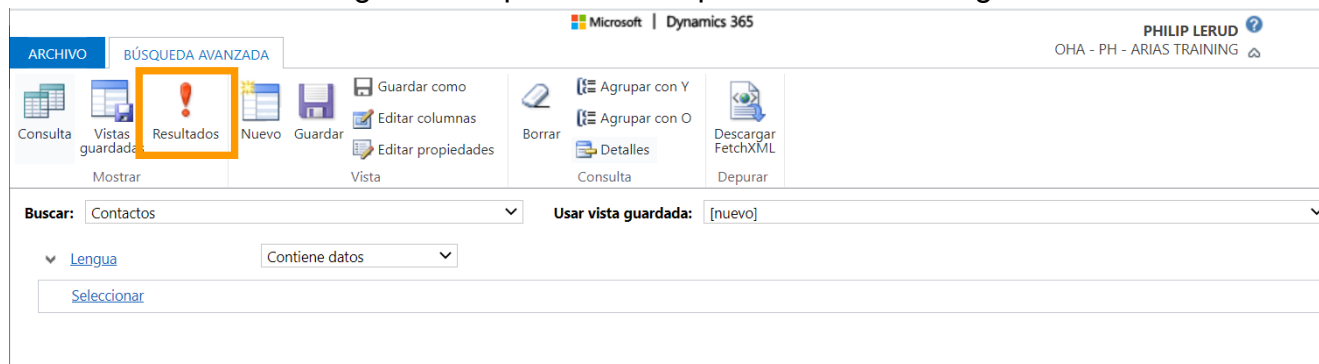 Microsoft | Dynamics 365
PHILIP LERUD
OHA - PH - ARIAS TRAINING
ARCHIVO BÚSQUEDA AVANZADA
Consulta
Vistas guardadas
Resultados
Nuevo
Guardar
Guardar como
Editar columnas
Editar propiedades
Borrar
Agrupar con Y
Agrupar con O
Detalles
Descargar
FetchXML
Mostrar Vista Consulta Depurar
Buscar: Contactos Usar vista guardada: [nuevo]
Lengua Contiene datos
Seleccionar